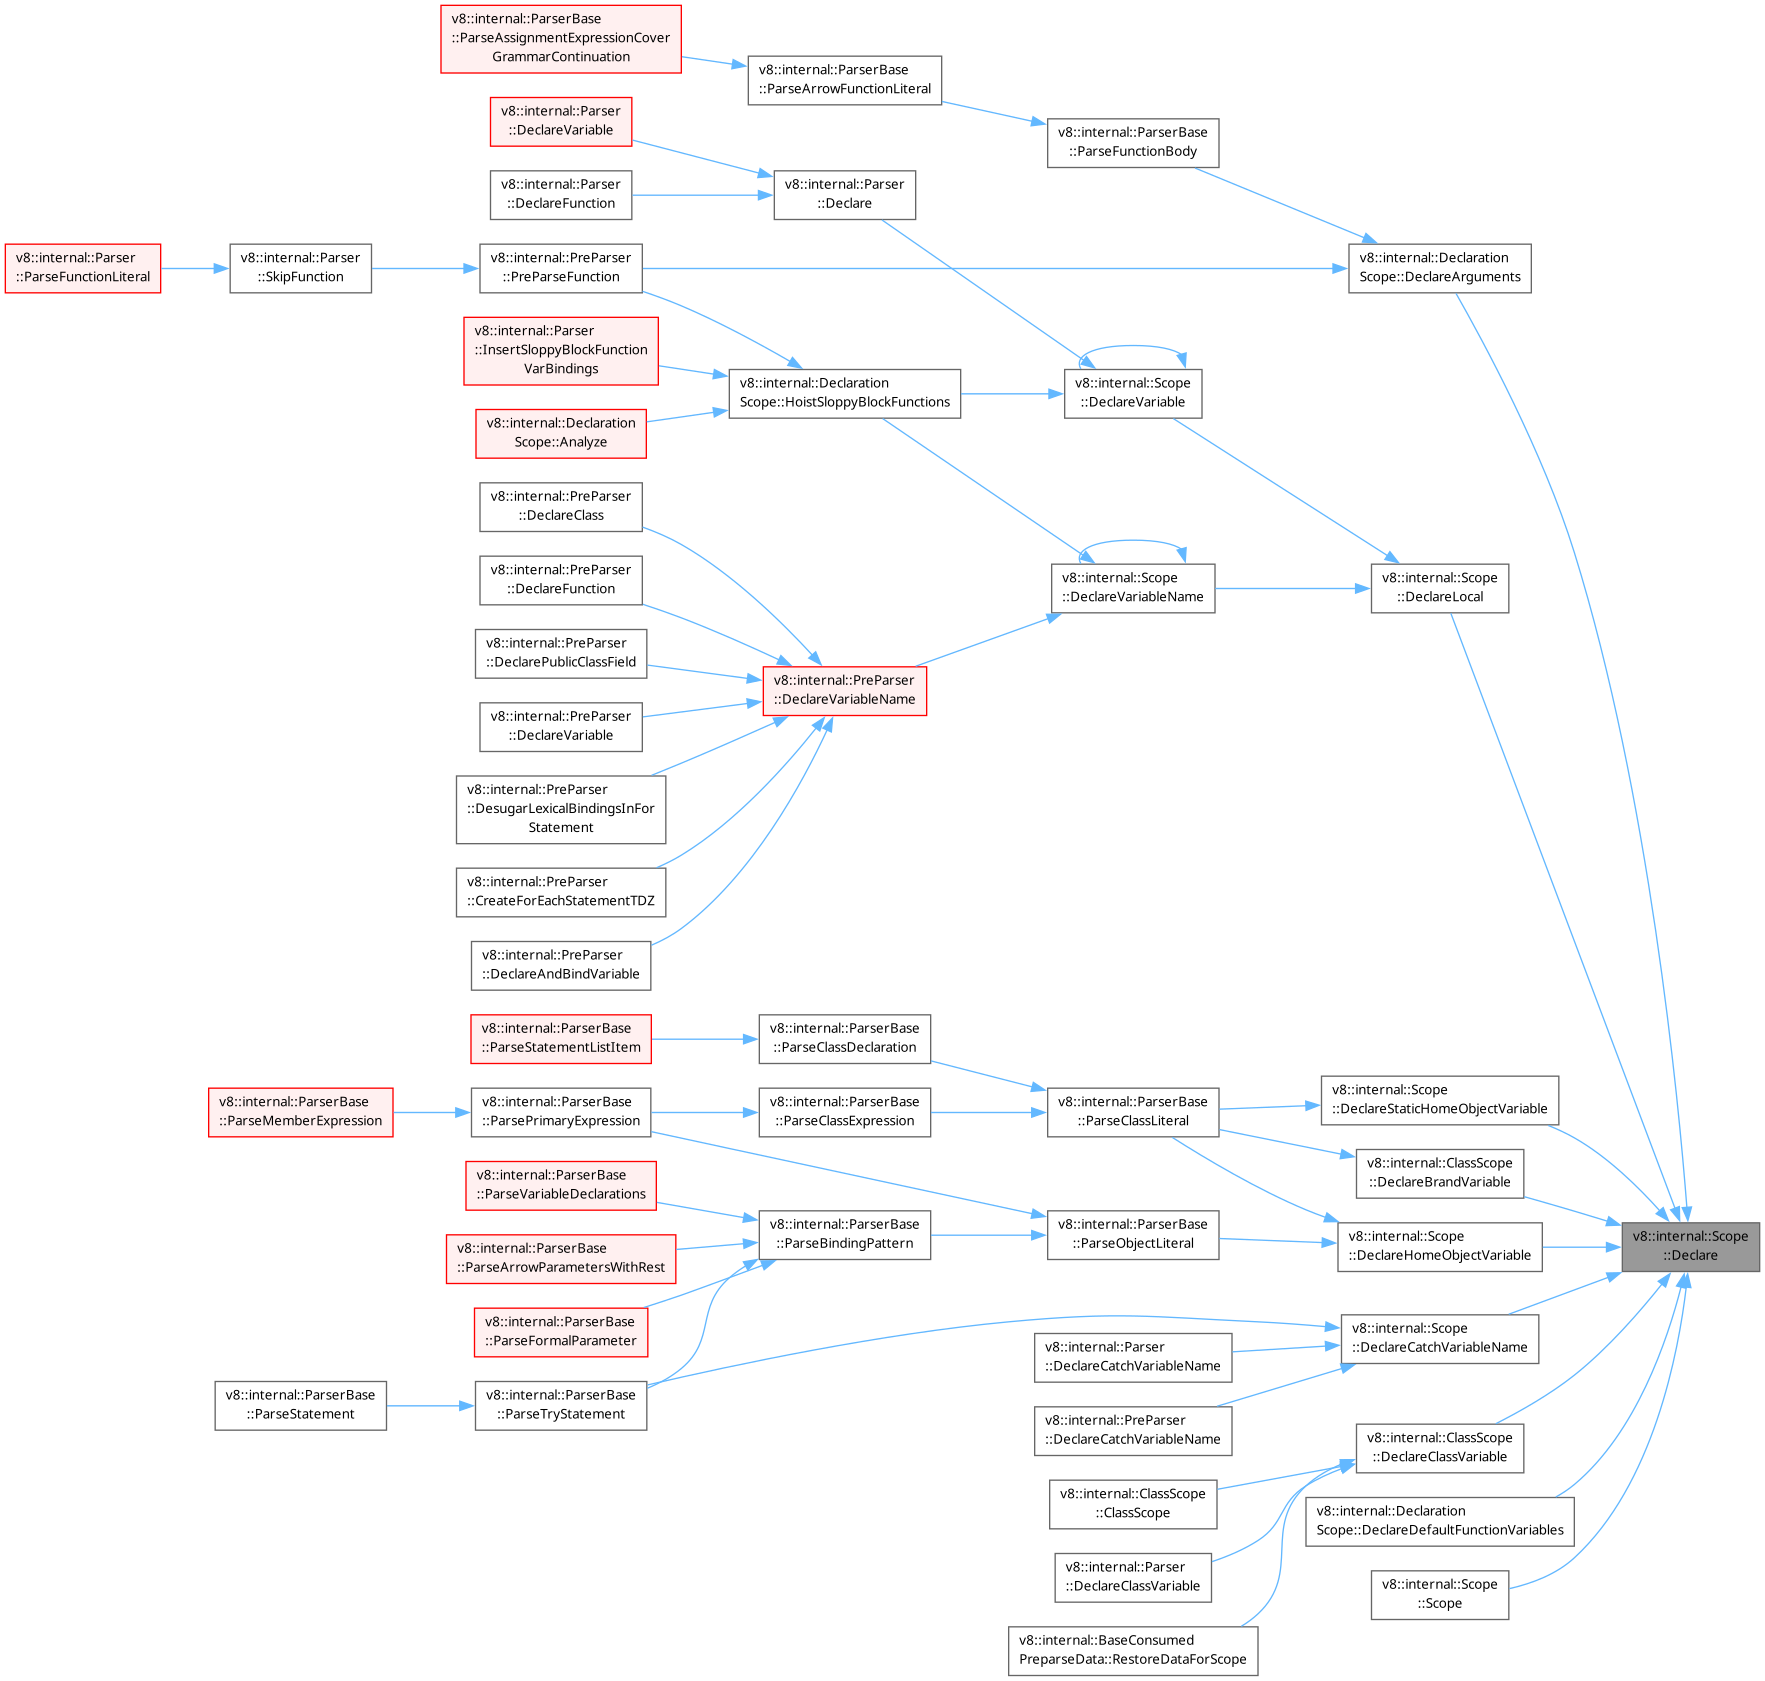 v8::internal::ParserBase
::ParseAssignmentExpressionCover
GrammarContinuation
v8::internal::ParserBase
::ParseArrowFunctionLiteral
v8::internal::Parser
::DeclareVariable
v8::internal::ParserBase
::ParseFunctionBody
v8::internal::Parser
::DeclareFunction
v8::internal::Parser
::Declare
v8::internal::Parser
::ParseFunctionLiteral
v8::internal::Parser
::SkipFunction
v8::internal::PreParser
::PreParseFunction
v8::internal::Declaration
Scope::DeclareArguments
v8::internal::Parser
::InsertSloppyBlockFunction
VarBindings
v8::internal::Declaration
Scope::HoistSloppyBlockFunctions
v8::internal::Scope
::DeclareVariable
v8::internal::Declaration
Scope::Analyze
v8::internal::PreParser
::DeclareClass
v8::internal::PreParser
::DeclareFunction
v8::internal::Scope
::DeclareVariableName
v8::internal::Scope
::DeclareLocal
v8::internal::PreParser
::DeclarePublicClassField
v8::internal::PreParser
::DeclareVariableName
v8::internal::PreParser
::DeclareVariable
v8::internal::PreParser
::DesugarLexicalBindingsInFor
Statement
v8::internal::PreParser
::CreateForEachStatementTDZ
v8::internal::PreParser
::DeclareAndBindVariable
v8::internal::ParserBase
::ParseStatementListItem
v8::internal::ParserBase
::ParseClassDeclaration
v8::internal::ParserBase
::ParseMemberExpression
v8::internal::ParserBase
::ParsePrimaryExpression
v8::internal::ParserBase
::ParseClassExpression
v8::internal::ParserBase
::ParseClassLiteral
v8::internal::Scope
::DeclareStaticHomeObjectVariable
v8::internal::ParserBase
::ParseVariableDeclarations
v8::internal::ClassScope
::DeclareBrandVariable
v8::internal::ParserBase
::ParseArrowParametersWithRest
v8::internal::ParserBase
::ParseBindingPattern
v8::internal::ParserBase
::ParseObjectLiteral
v8::internal::Scope
::DeclareHomeObjectVariable
v8::internal::Scope
::Declare
v8::internal::ParserBase
::ParseFormalParameter
v8::internal::Parser
::DeclareCatchVariableName
v8::internal::Scope
::DeclareCatchVariableName
v8::internal::ParserBase
::ParseStatement
v8::internal::ParserBase
::ParseTryStatement
v8::internal::PreParser
::DeclareCatchVariableName
v8::internal::ClassScope
::DeclareClassVariable
v8::internal::ClassScope
::ClassScope
v8::internal::Declaration
Scope::DeclareDefaultFunctionVariables
v8::internal::Parser
::DeclareClassVariable
v8::internal::Scope
::Scope
v8::internal::BaseConsumed
PreparseData::RestoreDataForScope